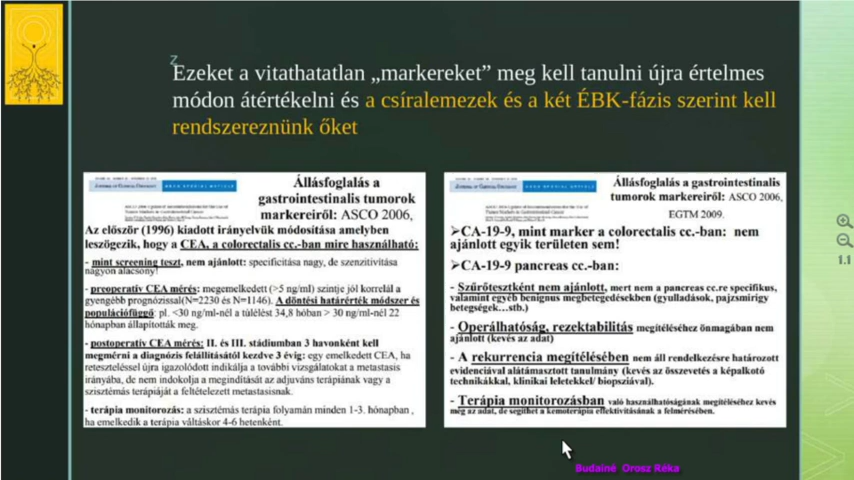 z
Ezeket a vitathatatlan „markereket” meg kell tanulni újra értelmes
módon átértékelni és a csíralemezek és a két ÉBK-fázis szerint kell
rendszereznünk őket
Állásfoglalás a
gastrointestinalis
tumorok
markereiről: ASCO 2006,
Az először (1996) kiadott irányelvük módosítása amelyben
leszögezik, hogy a CEA, a colorectalis cc.-ban mire használható:
- mint screening teszt, nem ajánlott: specificitása nagy, de szenzitivitása
nagyon alacsony!
- preoperatív CEA mérés: megemelkedett (>5 ng/ml) szintje jól korrelál a
gyengébb prognózissal(N=2230 és N=1146). A döntési határérték módszer és
populációfüggő: pl. <30 ng/ml-nél a túlélést 34,8 hóban > 30 ng/ml-nél 22
hónapban állapították meg.
- postoperatív CEA mérés: II. és III. stádiumban 3 havonként kell
megmérni a diagnózis felállításától kezdve 3 évig: egy emelkedett CEA, ha
reteszteléssel újra igazolódott indikálja a további vizsgálatokat a metastasis
irányába, de nem indokolja a megindítását az adjuváns terápiának vagy a
szisztémás terápiát a feltételezett metastasisnak.
- terápia monitorozás: a szisztémás terápia folyamán minden 1-3. hónapban ,
ha emelkedik a terápia váltáskor 4-6 hetenként.
Állásfoglalás a gastrointestinalis
tumorok markereiről: ASCO 2006,
EGTM 2009.
➢CA-19-9, mint marker a colorectalis cc.-ban: nem
ajánlott egyik területen sem!
➢CA-19-9 pancreas cc.-ban:
- Szűrőtesztként nem ajánlott, mert nem a pancreas cc.re specifikus,
valamint egyéb benignus megbetegedésekben (gyulladások, pajzsmirigy
betegségek…stb.)
- Operálhatóság, rezektabilitás megítéléséhez önmagában nem
ajánlott (kevés az adat)
- A rekurrencia megítélésében nem áll rendelkezésre határozott
evidenciával alátámasztott tanulmány (kevés az összevetés a képalkotó
technikákkal, klinikai leletekkel/ biopsziával).
- Terápia monitorozásban való használhatóságának megítéléséhez kevés
még az adat, de segíthet a kemoterápia effektivitásának a felmérésében.
1.1
Budainé Orosz Réka